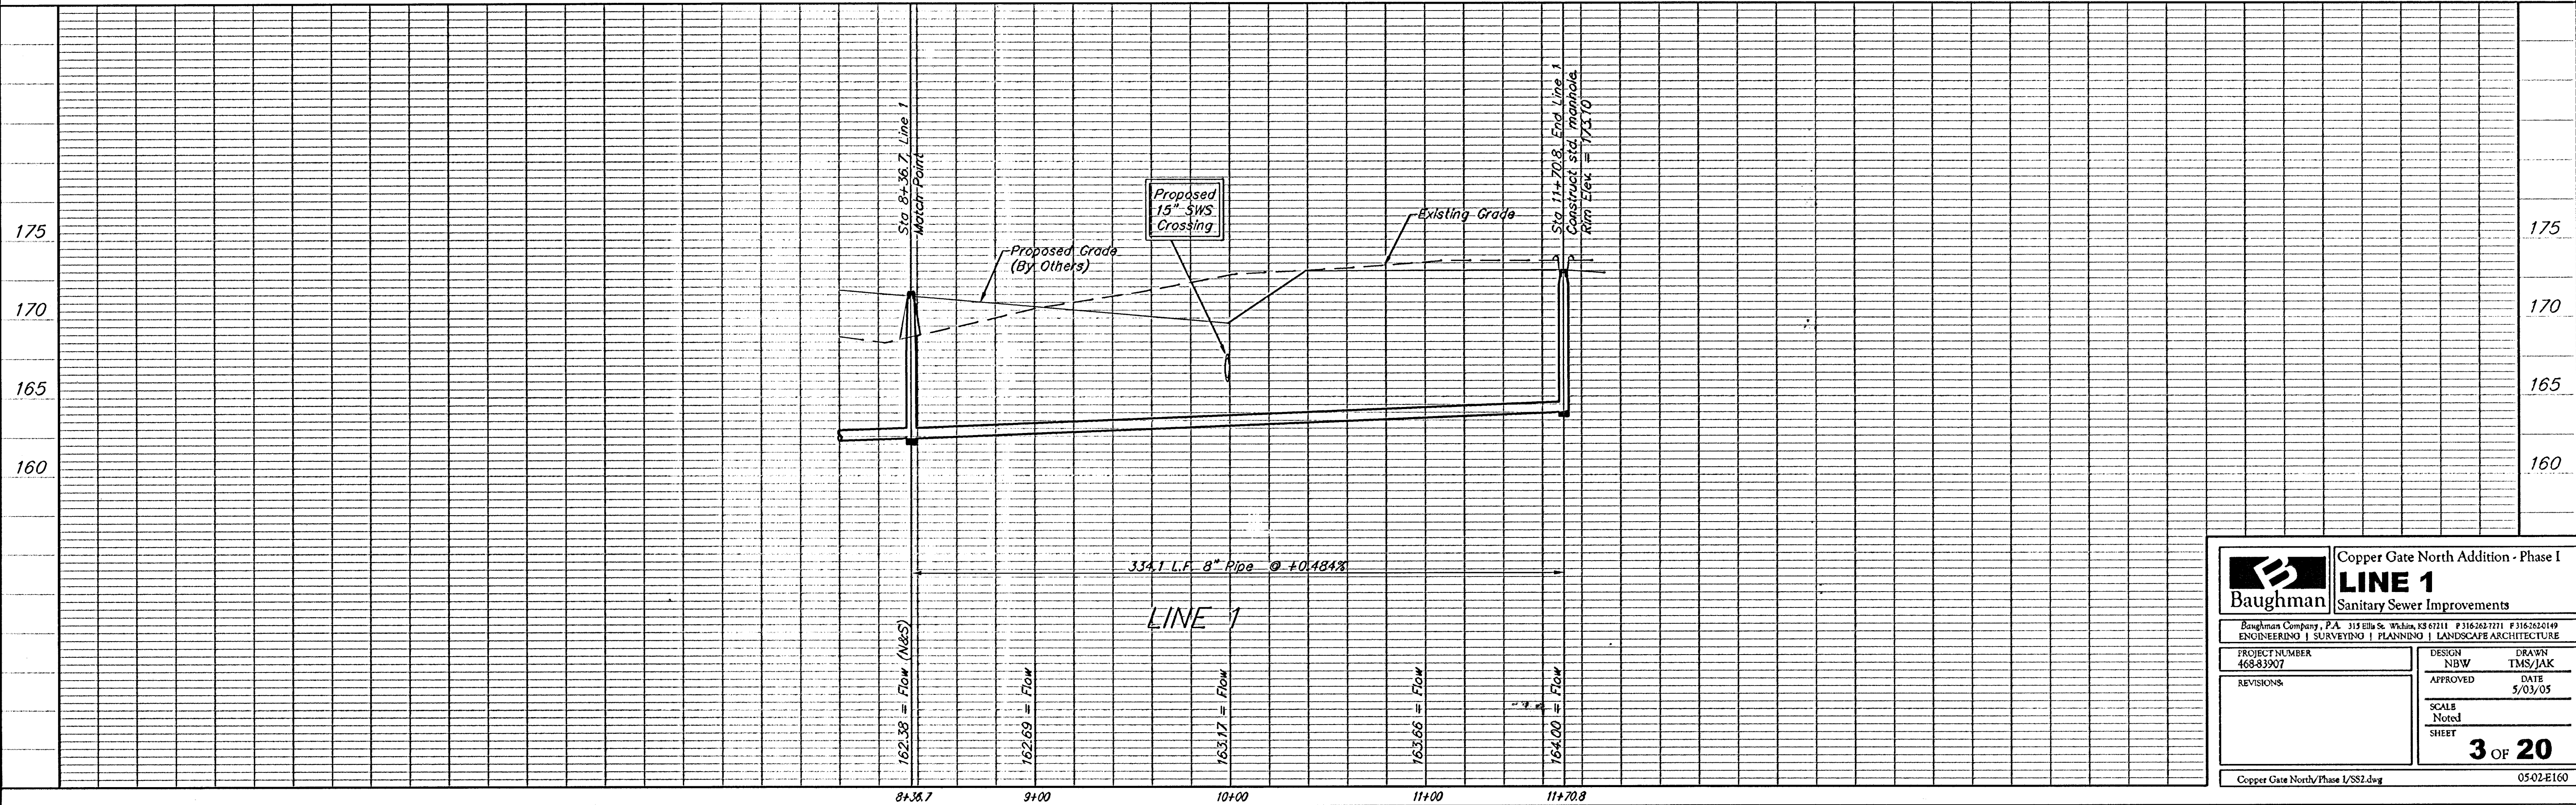 Sta 8+36.7, Line 1
Match Point
Proposed
15" SWS
Crossing
Sta 11+70.8, End Line 1
Construct std. manhole.
Rim Elev. = 173.10
Existing Grade
Proposed Grade
(By Others)
175
170
165
160
175
170
165
160
334.1 L.F. 8" Pipe @ +0.484%
LINE 1
162.38 = Flow (N&S)
162.69 = Flow
163.17 = Flow
163.66 = Flow
164.00 = Flow
8+36.7
9+00
10+00
11+00
11+70.8
B
Baughman
Copper Gate North Addition - Phase I
LINE 1
Sanitary Sewer Improvements
Baughman Company, P.A. 315 Ellis St. Wichita, KS 67211 P 316-262-7271 F 316-262-0149
ENGINEERING | SURVEYING | PLANNING | LANDSCAPE ARCHITECTURE
PROJECT NUMBER
468-83907
DESIGN
NBW
DRAWN
TMS/JAK
REVISIONS:
APPROVED
DATE
5/03/05
SCALE
Noted
SHEET
3 OF 20
Copper Gate North/Phase I/SS2.dwg
05-02-E160